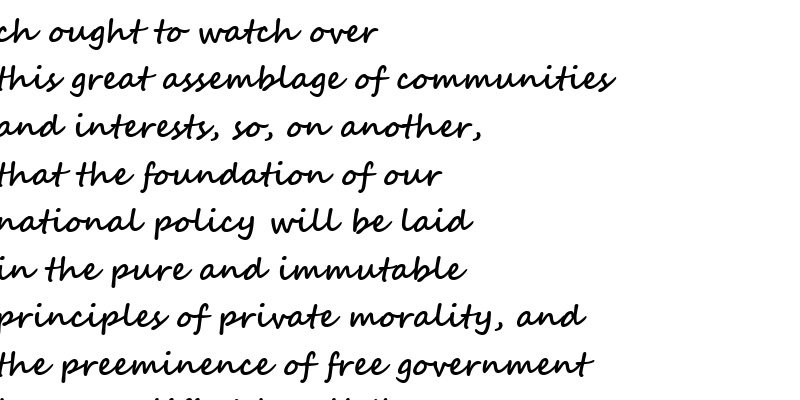 ch ought to watch over
this great assemblage of communities
and interests, so, on another,
that the foundation of our
national policy will be laid
in the pure and immutable
principles of private morality, and
the preeminence of free government